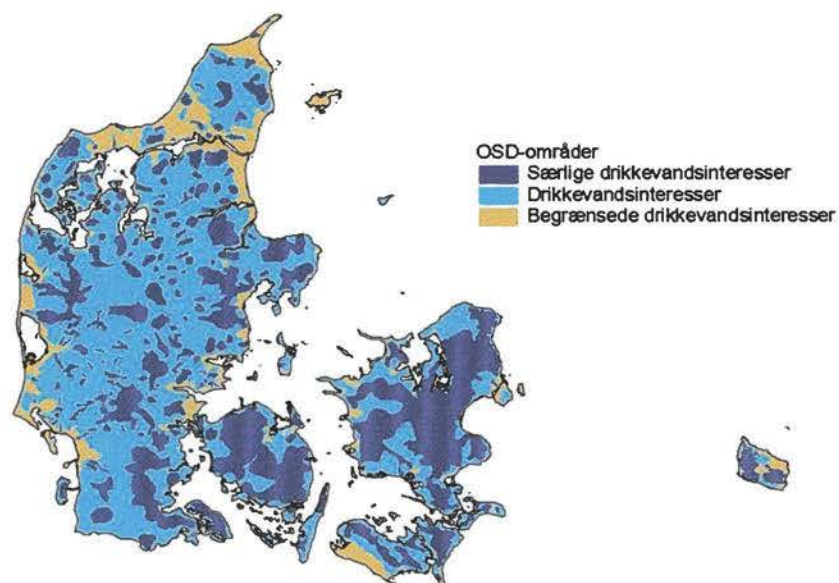 OSD-områder
Særlige drikkevandsinteresser
Drikkevandsinteresser
Begrænsede drikkevandsinteresser